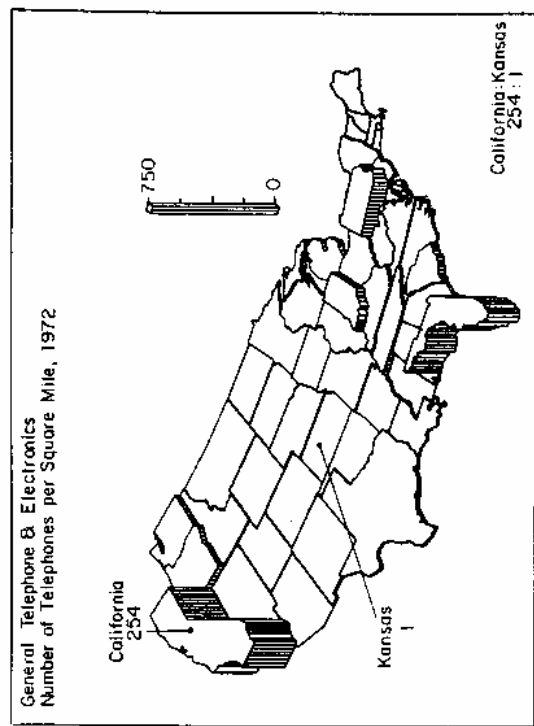 General Telephone & Electronics
Number of Telephones per Square Mile, 1972
California
254
750
0
Kansas
1
California:Kansas
254:1